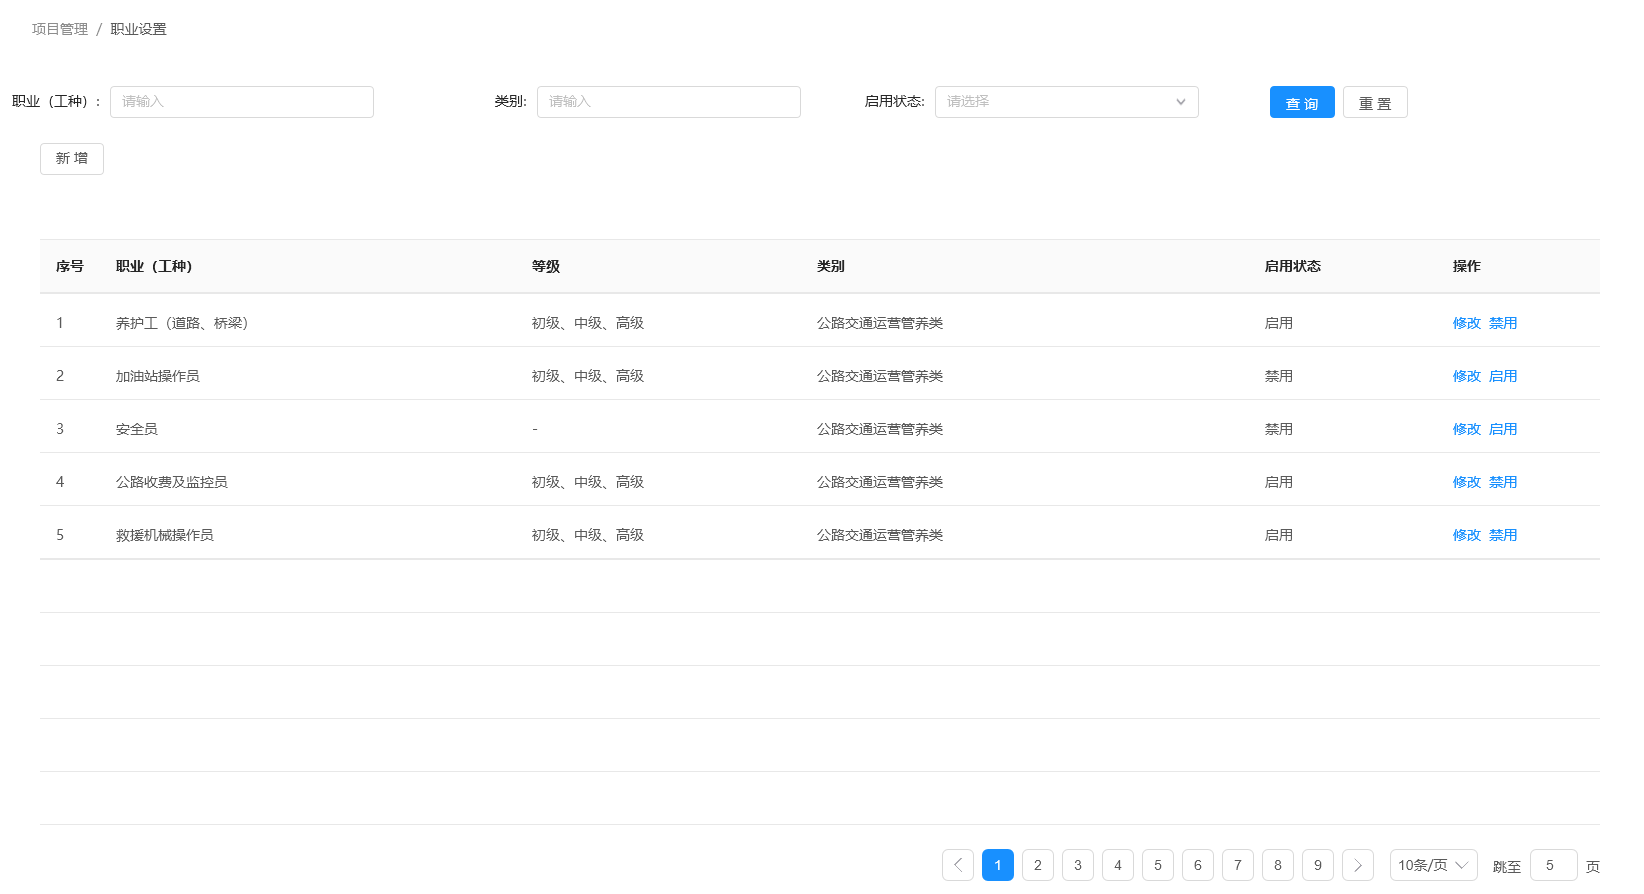 项目管理 / 职业设置
职业（工种）: 请输入 类别: 请输入 启用状态: 请选择 查 询 重 置
新 增
序号 职业（工种） 等级 类别 启用状态 操作
1 养护工（道路、桥梁） 初级、中级、高级 公路交通运营管养类 启用 修改 禁用
2 加油站操作员 初级、中级、高级 公路交通运营管养类 禁用 修改 启用
3 安全员 - 公路交通运营管养类 禁用 修改 启用
4 公路收费及监控员 初级、中级、高级 公路交通运营管养类 启用 修改 禁用
5 救援机械操作员 初级、中级、高级 公路交通运营管养类 启用 修改 禁用
1 2 3 4 5 6 7 8 9 10条/页 跳至 5 页